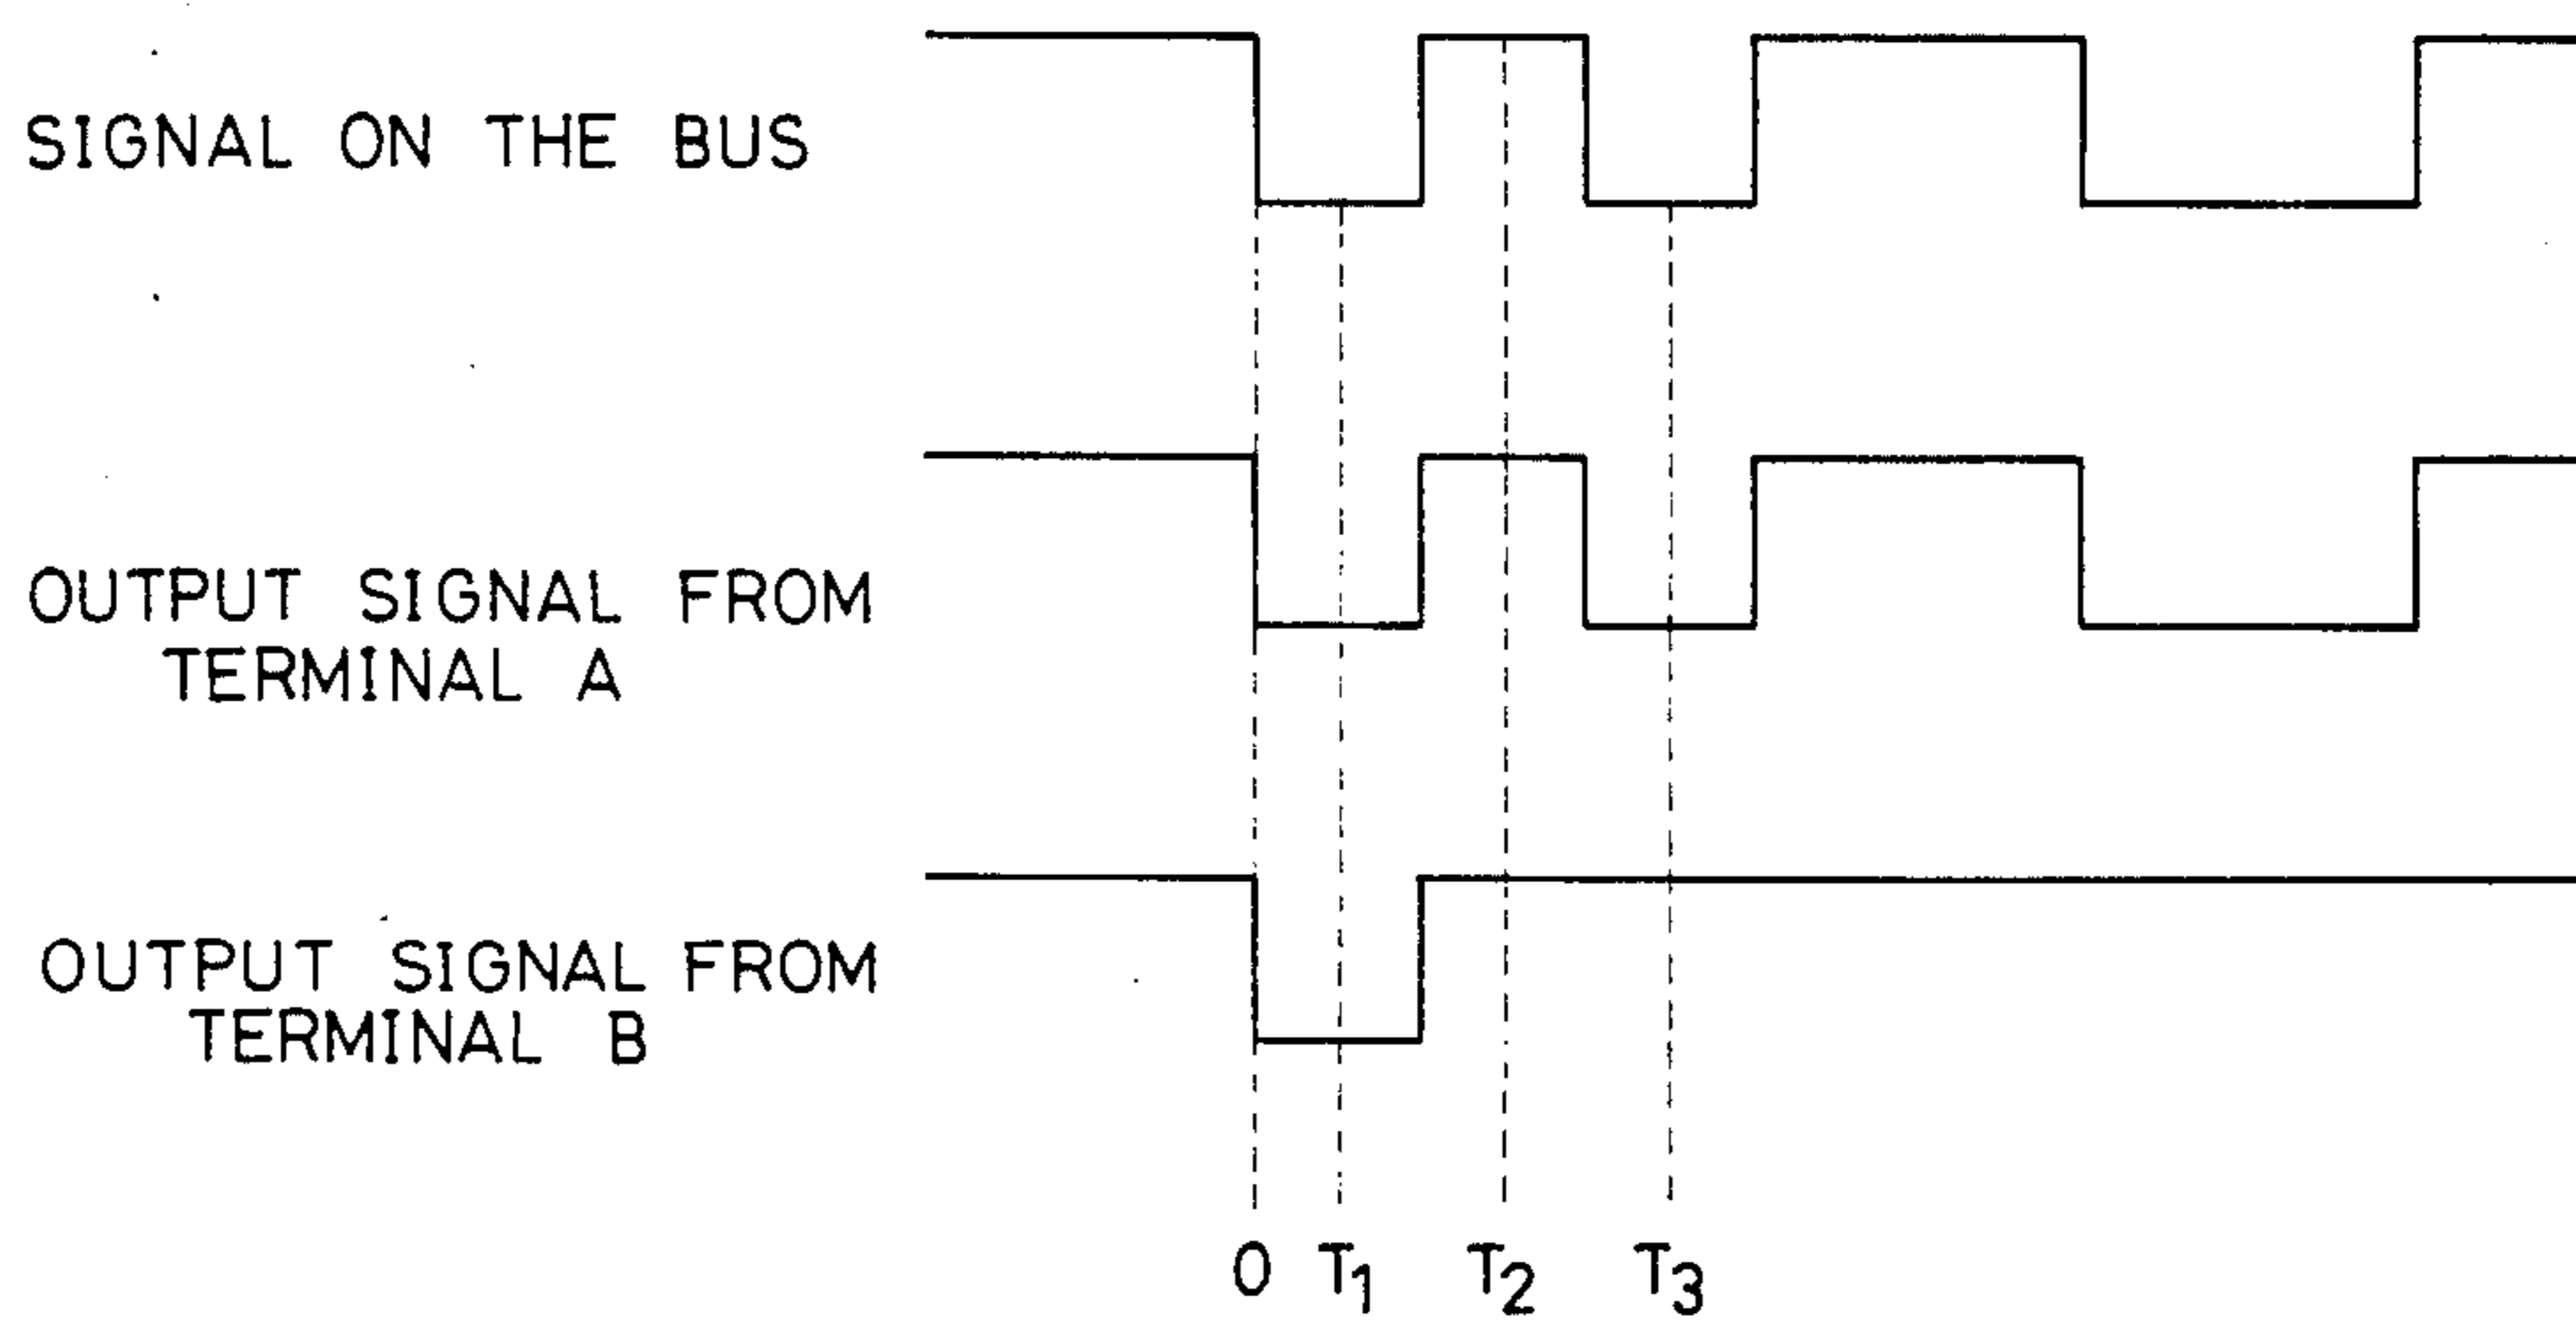 SIGNAL ON THE BUS
OUTPUT SIGNAL FROM
TERMINAL A
OUTPUT SIGNAL FROM
TERMINAL B
0 T1 T2 T3